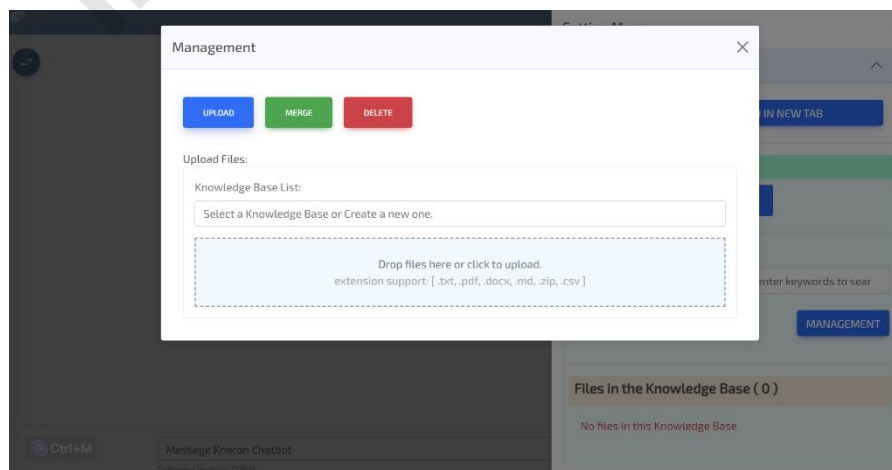 Management
UPLOAD
MERGE
DELETE
Upload Files:
Knowledge Base List:
Select a Knowledge Base or Create a new one.
Drop files here or click to upload.
extension support: [ .txt, .pdf, .docx, .md, .zip, .csv ]
IN NEW TAB
enter keywords to sear
MANAGEMENT
Files in the Knowledge Base ( 0 )
No files in this Knowledge Base
Ctrl+M
Message Kneron Chatbot